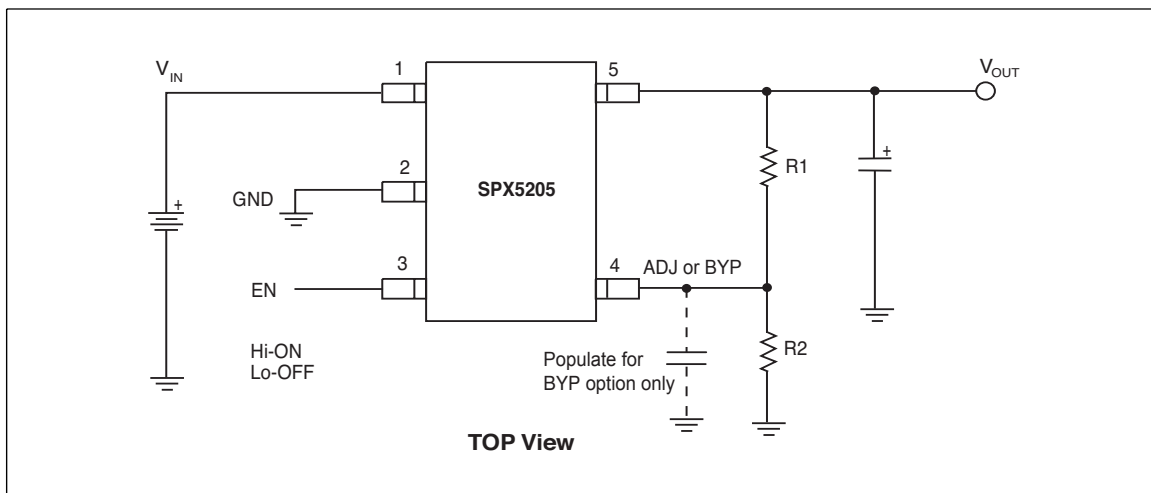 V_IN
1
5
V_OUT
+
R1
2
GND
SPX5205
+
3
4
ADJ or BYP
EN
Hi-ON
Lo-OFF
Populate for
BYP option only
R2
TOP View